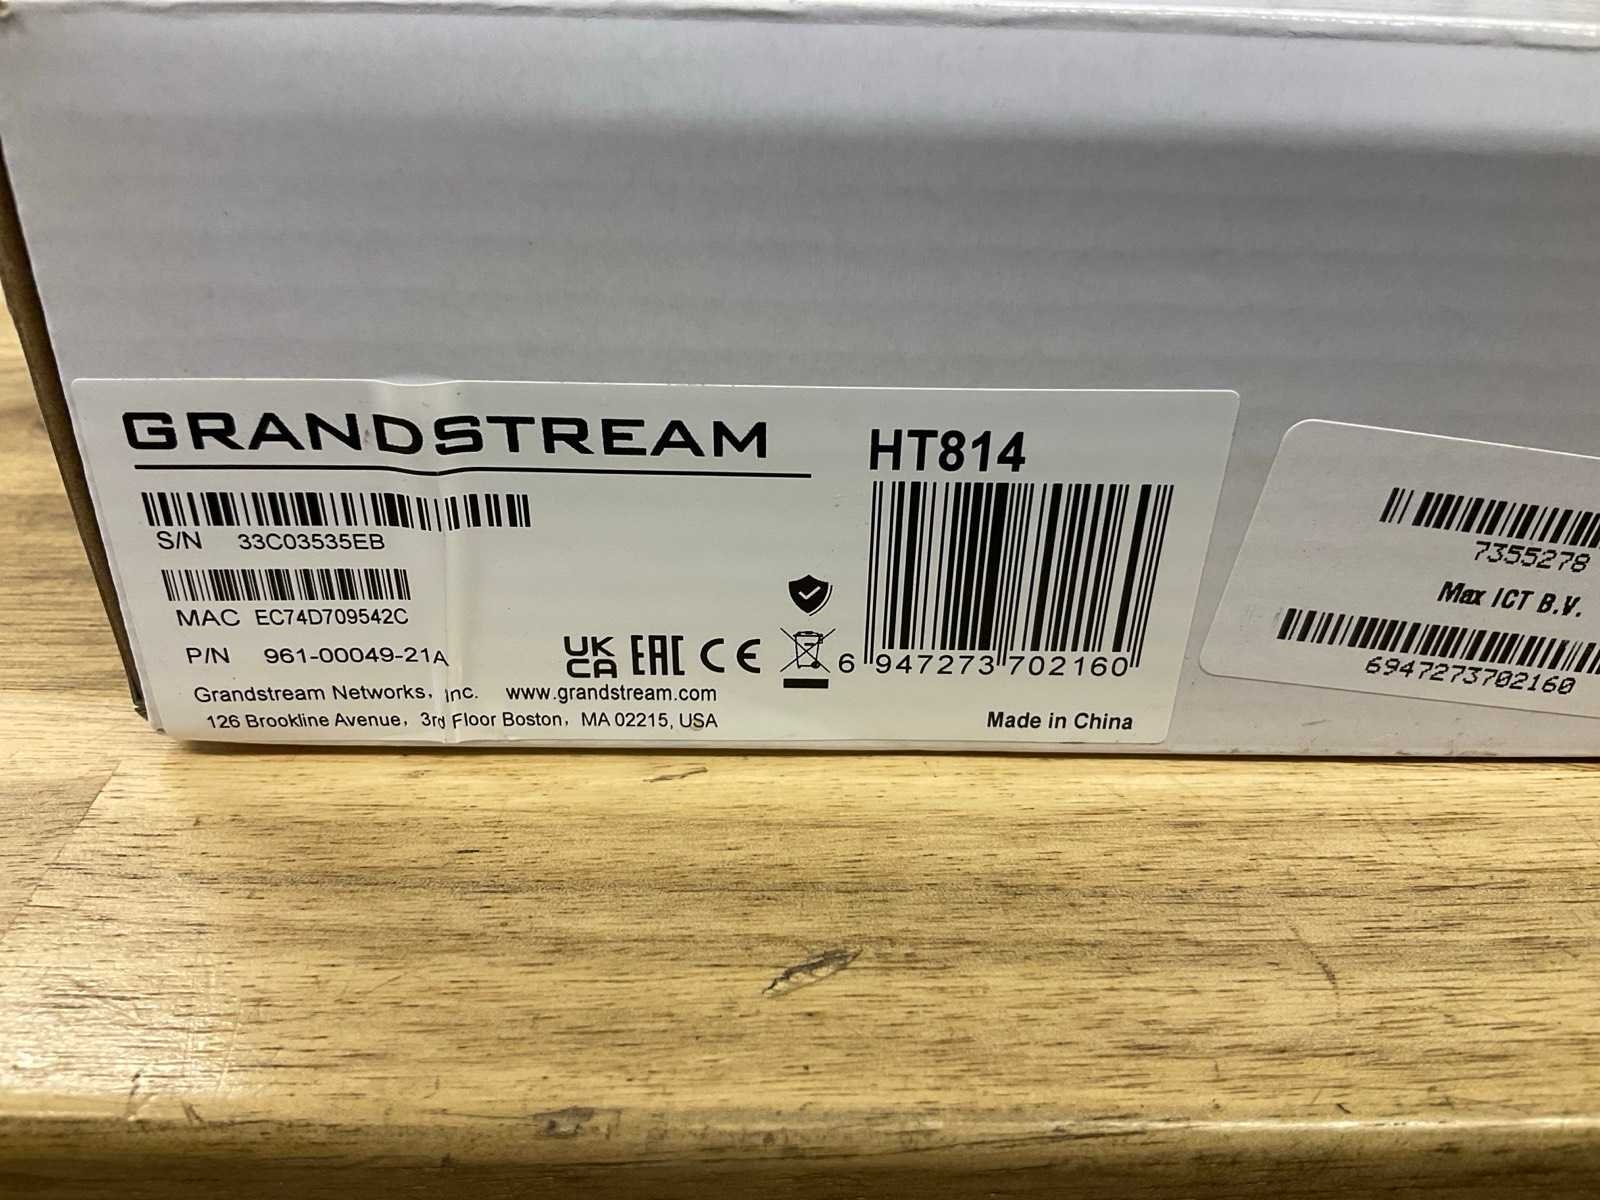 GRANDSTREAM
S/N 33C03535EB
MAC EC74D709542C
P/N 961-00049-21A
Grandstream Networks, Inc. www.grandstream.com
126 Brookline Avenue, 3rd Floor Boston, MA 02215, USA
HT814
UK
CA EAC CE
6 947273 702160
Made in China
7355278
Max ICT B.V.
6947273702160